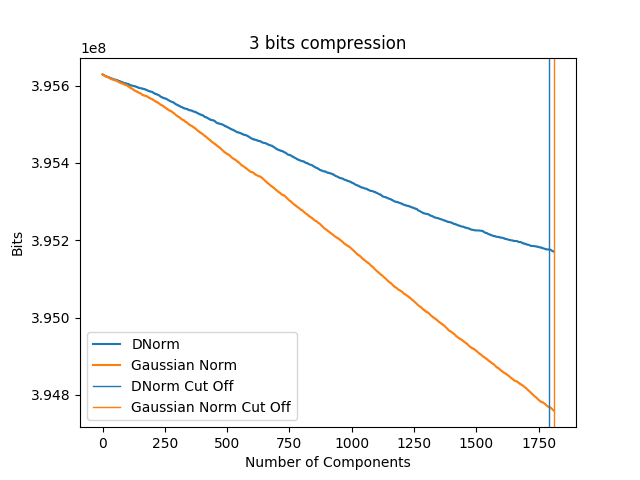 3 bits compression
1e8
3.956
3.954
3.952
3.950
3.948
Bits
DNorm
Gaussian Norm
DNorm Cut Off
Gaussian Norm Cut Off
0 250 500 750 1000 1250 1500 1750
Number of Components